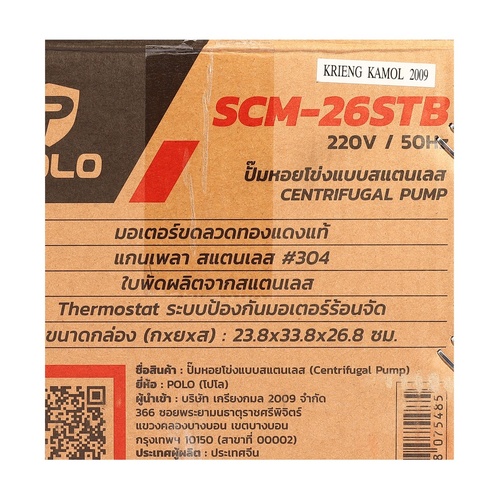 KRIENG KAMOL 2009
POLO
SCM-26STB
220V / 50Hz
ปั๊มหอยโข่งแบบสแตนเลส
CENTRIFUGAL PUMP
มอเตอร์ขดลวดทองแดงแท้
แกนเพลา สแตนเลส #304
ใบพัดผลิตจากสแตนเลส
Thermostat ระบบป้องกันมอเตอร์ร้อนจัด
ขนาดกล่อง (กxยxส) : 23.8x33.8x26.8 ซม.
ชื่อสินค้า : ปั๊มหอยโข่งแบบสแตนเลส (Centrifugal Pump)
ยี่ห้อ : POLO (โปโล)
ผู้นำเข้า : บริษัท เกรียงกมล 2009 จำกัด
366 ซอยพระยามนธาตุราชศรีพิจิตร์
แขวงคลองบางบอน เขตบางบอน
กรุงเทพฯ 10150 (สาขาที่ 00002)
ประเทศผู้ผลิต : ประเทศจีน
075485